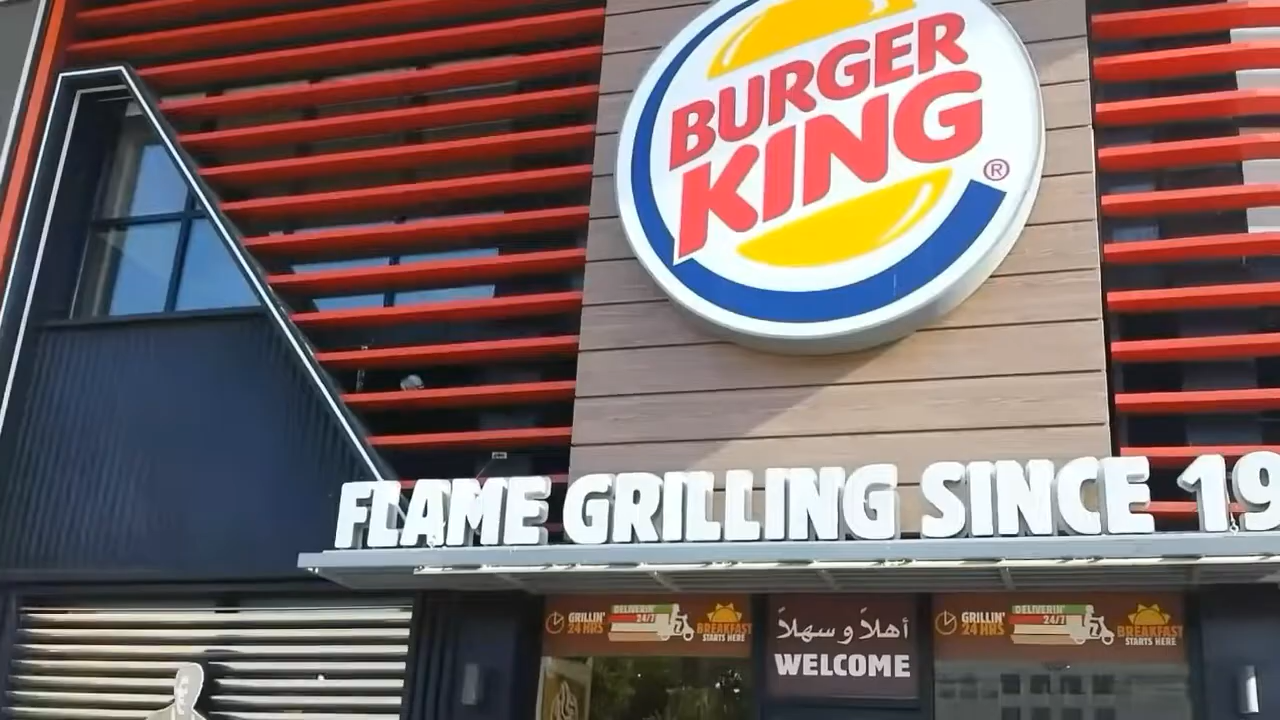 BURGER
KING
®
FLAME GRILLING SINCE 19
GRILLIN'
24 HRS
DELIVERIN'
24/7
BREAKFAST
STARTS HERE
أهلاً و سهلاً
WELCOME
GRILLIN'
24 HRS
DELIVERIN'
24/7
BREAKFAST
STARTS HERE